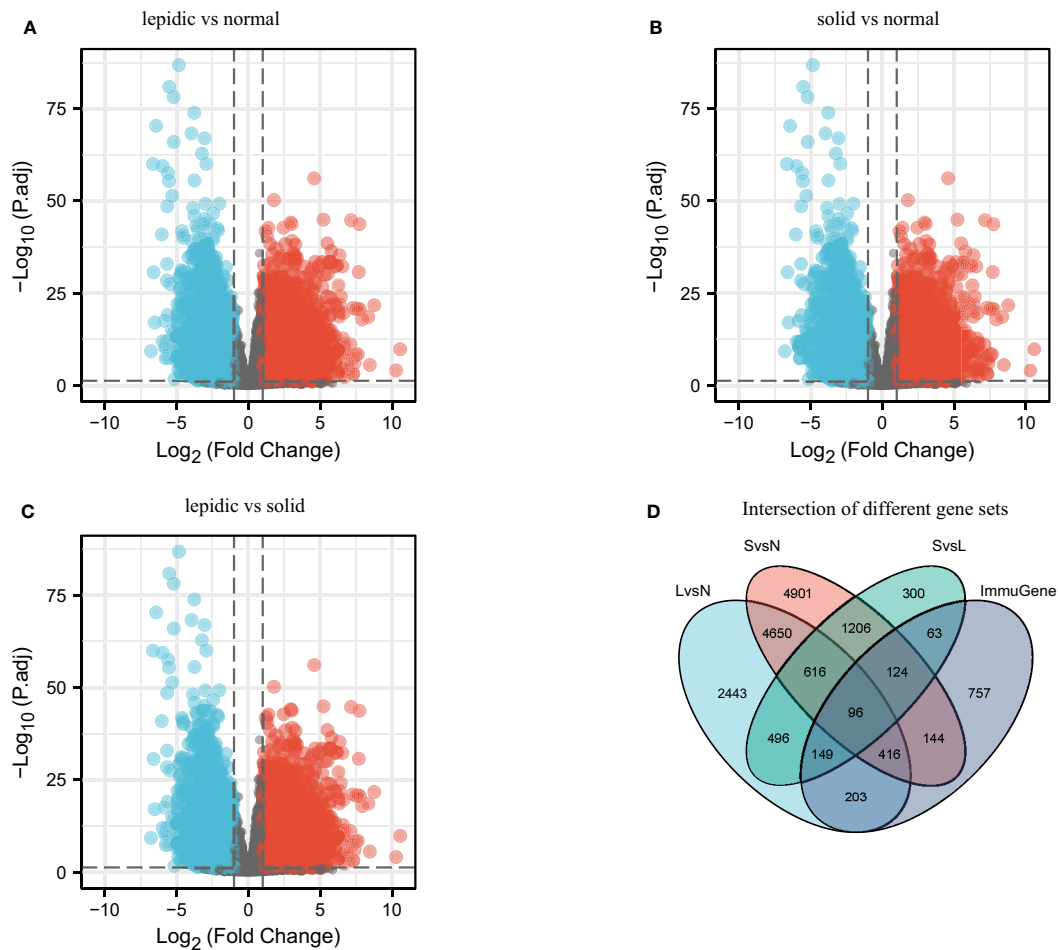 A
lepidic vs normal
75
50
25
0
−Log10 (P.adj)
−10 −5 0 5 10
Log2 (Fold Change)
B
solid vs normal
75
50
25
0
−Log10 (P.adj)
−10 −5 0 5 10
Log2 (Fold Change)
C
lepidic vs solid
75
50
25
0
−Log10 (P.adj)
−10 −5 0 5 10
Log2 (Fold Change)
D
Intersection of different gene sets
SvsN SvsL
LvsN ImmuGene
4901 300
4650 1206 63
616 124
2443 757
96
496 144
149 416
203